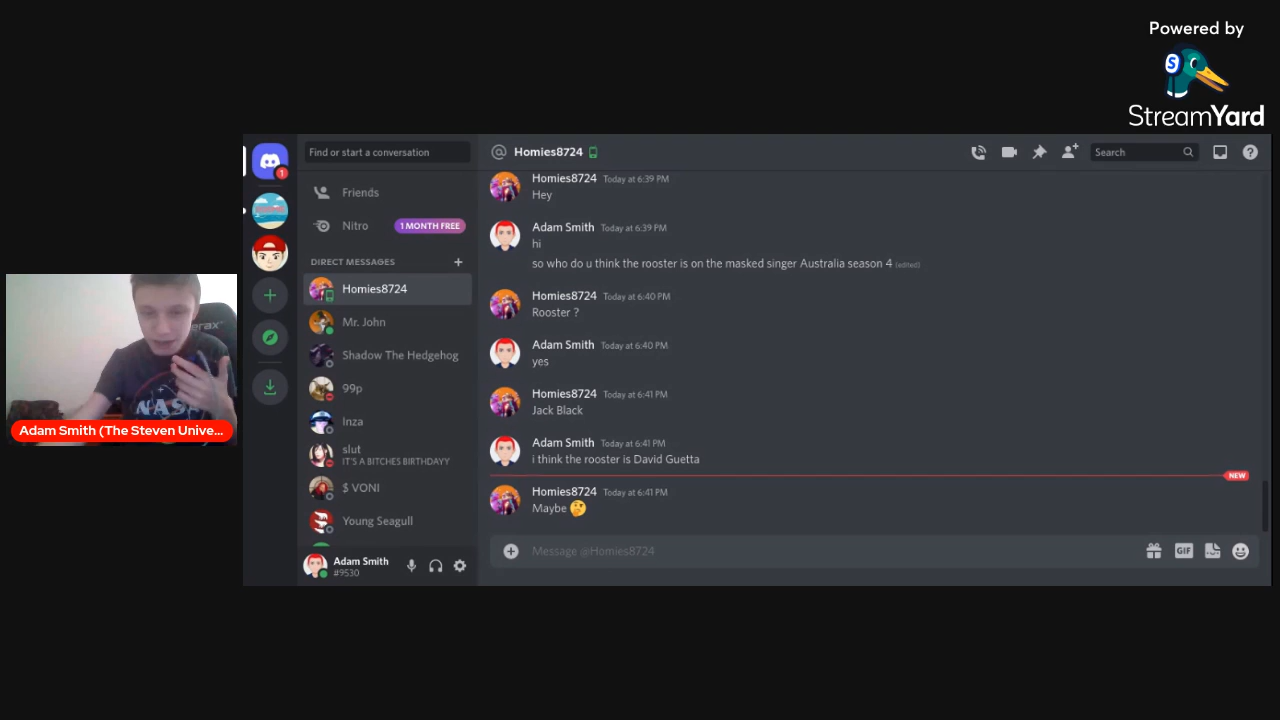 Powered by
StreamYard
Find or start a conversation
Friends
Nitro
1 MONTH FREE
DIRECT MESSAGES
Homies8724
Mr. John
Shadow The Hedgehog
99p
Inza
slut
IT'S A BITCHES BIRTHDAYY
$ VONI
Young Seagull
Adam Smith
#9530
Homies8724
Search
Homies8724 Today at 6:39 PM
Hey
Adam Smith Today at 6:39 PM
hi
so who do u think the rooster is on the masked singer Australia season 4 (edited)
Homies8724 Today at 6:40 PM
Rooster ?
Adam Smith Today at 6:40 PM
yes
Homies8724 Today at 6:41 PM
Jack Black
Adam Smith Today at 6:41 PM
i think the rooster is David Guetta
NEW
Homies8724 Today at 6:41 PM
Maybe 🤔
Message @Homies8724
GIF
NASA
Adam Smith (The Steven Unive...